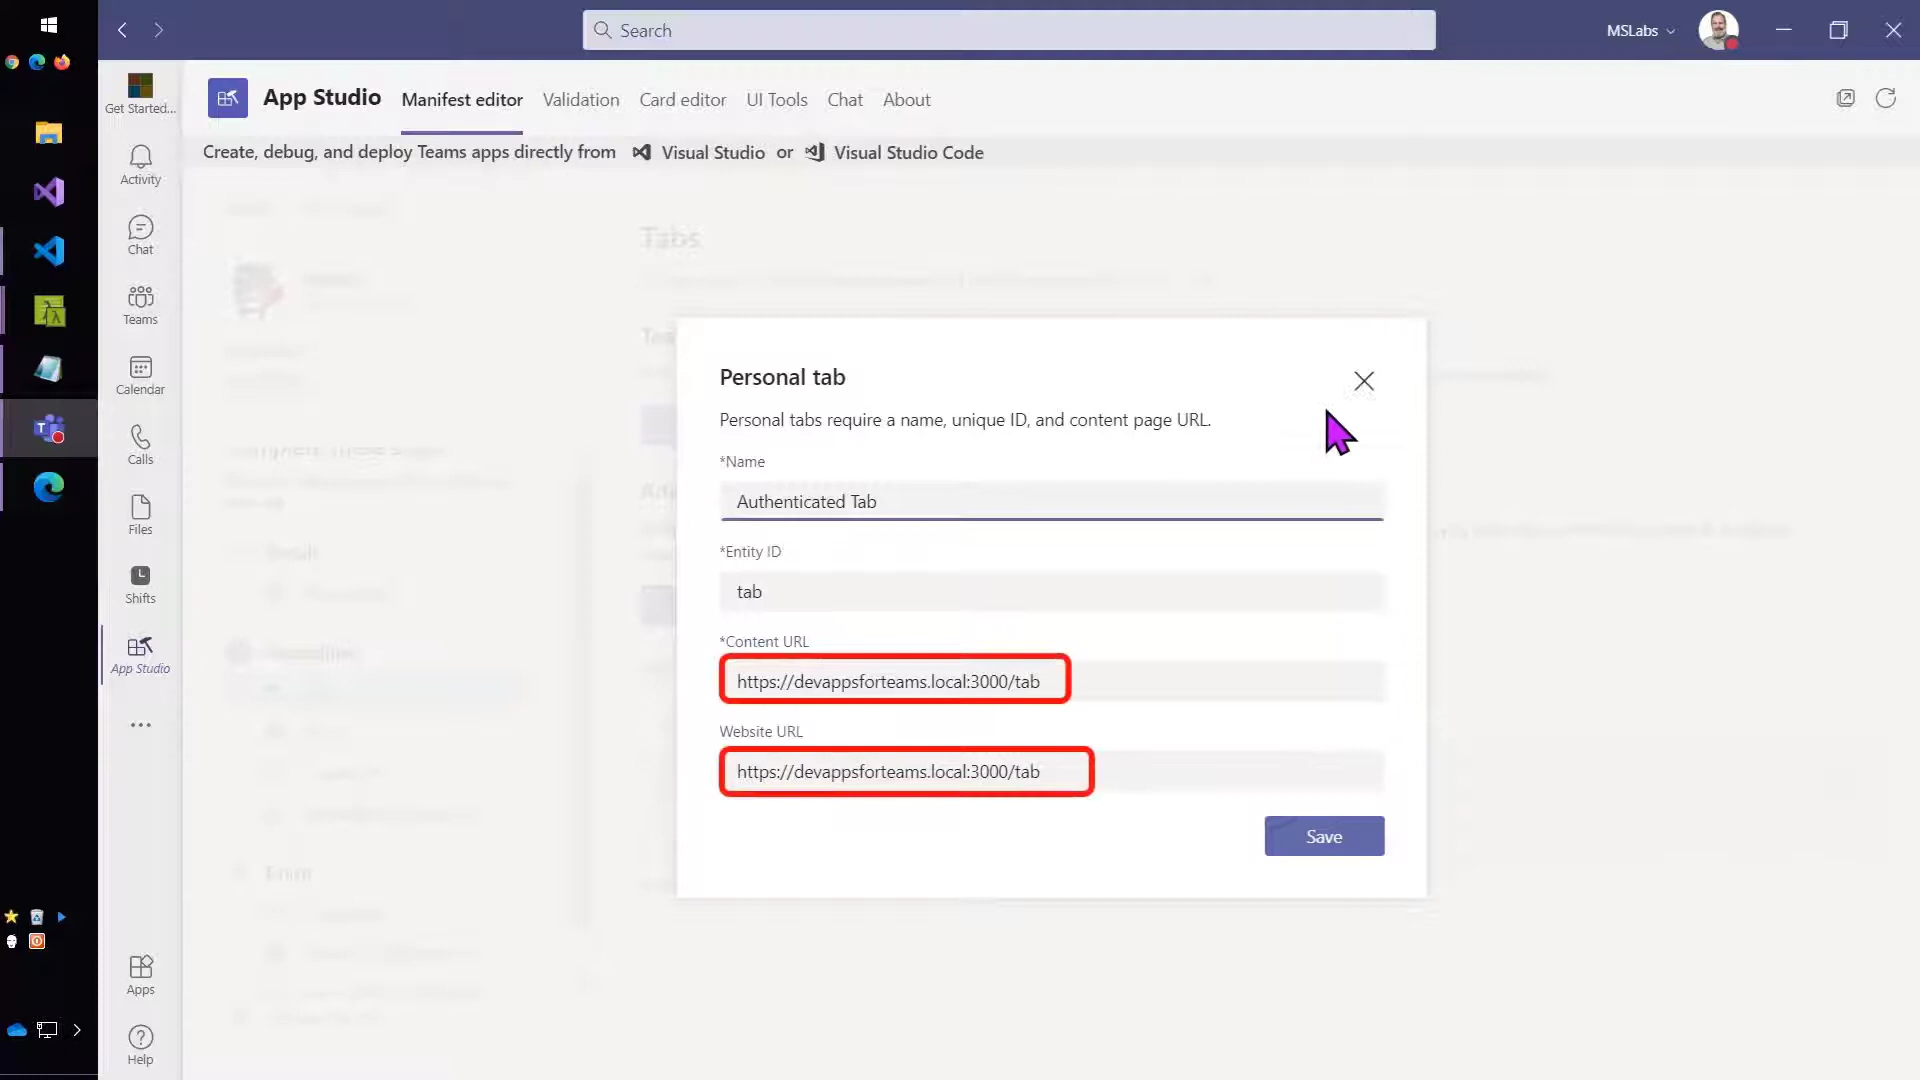 Search
MSLabs
Get Started...
App Studio
Manifest editor
Validation
Card editor
UI Tools
Chat
About
Create, debug, and deploy Teams apps directly from Visual Studio or Visual Studio Code
Activity
Chat
Teams
Calendar
Calls
Files
Shifts
App Studio
Apps
Help
Tabs
Personal tab
Personal tabs require a name, unique ID, and content page URL.
*Name
Authenticated Tab
*Entity ID
tab
*Content URL
https://devappsforteams.local:3000/tab
Website URL
https://devappsforteams.local:3000/tab
Save